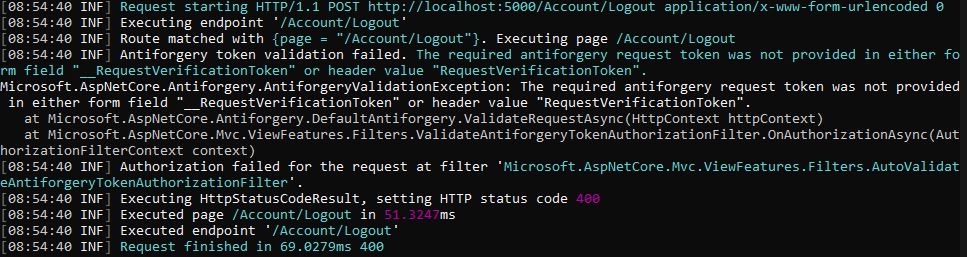 [08:54:40 INF] Request starting HTTP/1.1 POST http://localhost:5000/Account/Logout application/x-www-form-urlencoded 0
[08:54:40 INF] Executing endpoint '/Account/Logout'
[08:54:40 INF] Route matched with {page = "/Account/Logout"}. Executing page /Account/Logout
[08:54:40 INF] Antiforgery token validation failed. The required antiforgery request token was not provided in either fo
rm field "__RequestVerificationToken" or header value "RequestVerificationToken".
Microsoft.AspNetCore.Antiforgery.AntiforgeryValidationException: The required antiforgery request token was not provided
 in either form field "__RequestVerificationToken" or header value "RequestVerificationToken".
   at Microsoft.AspNetCore.Antiforgery.DefaultAntiforgery.ValidateRequestAsync(HttpContext httpContext)
   at Microsoft.AspNetCore.Mvc.ViewFeatures.Filters.ValidateAntiforgeryTokenAuthorizationFilter.OnAuthorizationAsync(Aut
horizationFilterContext context)
[08:54:40 INF] Authorization failed for the request at filter 'Microsoft.AspNetCore.Mvc.ViewFeatures.Filters.AutoValidat
eAntiforgeryTokenAuthorizationFilter'.
[08:54:40 INF] Executing HttpStatusCodeResult, setting HTTP status code 400
[08:54:40 INF] Executed page /Account/Logout in 51.3247ms
[08:54:40 INF] Executed endpoint '/Account/Logout'
[08:54:40 INF] Request finished in 69.0279ms 400